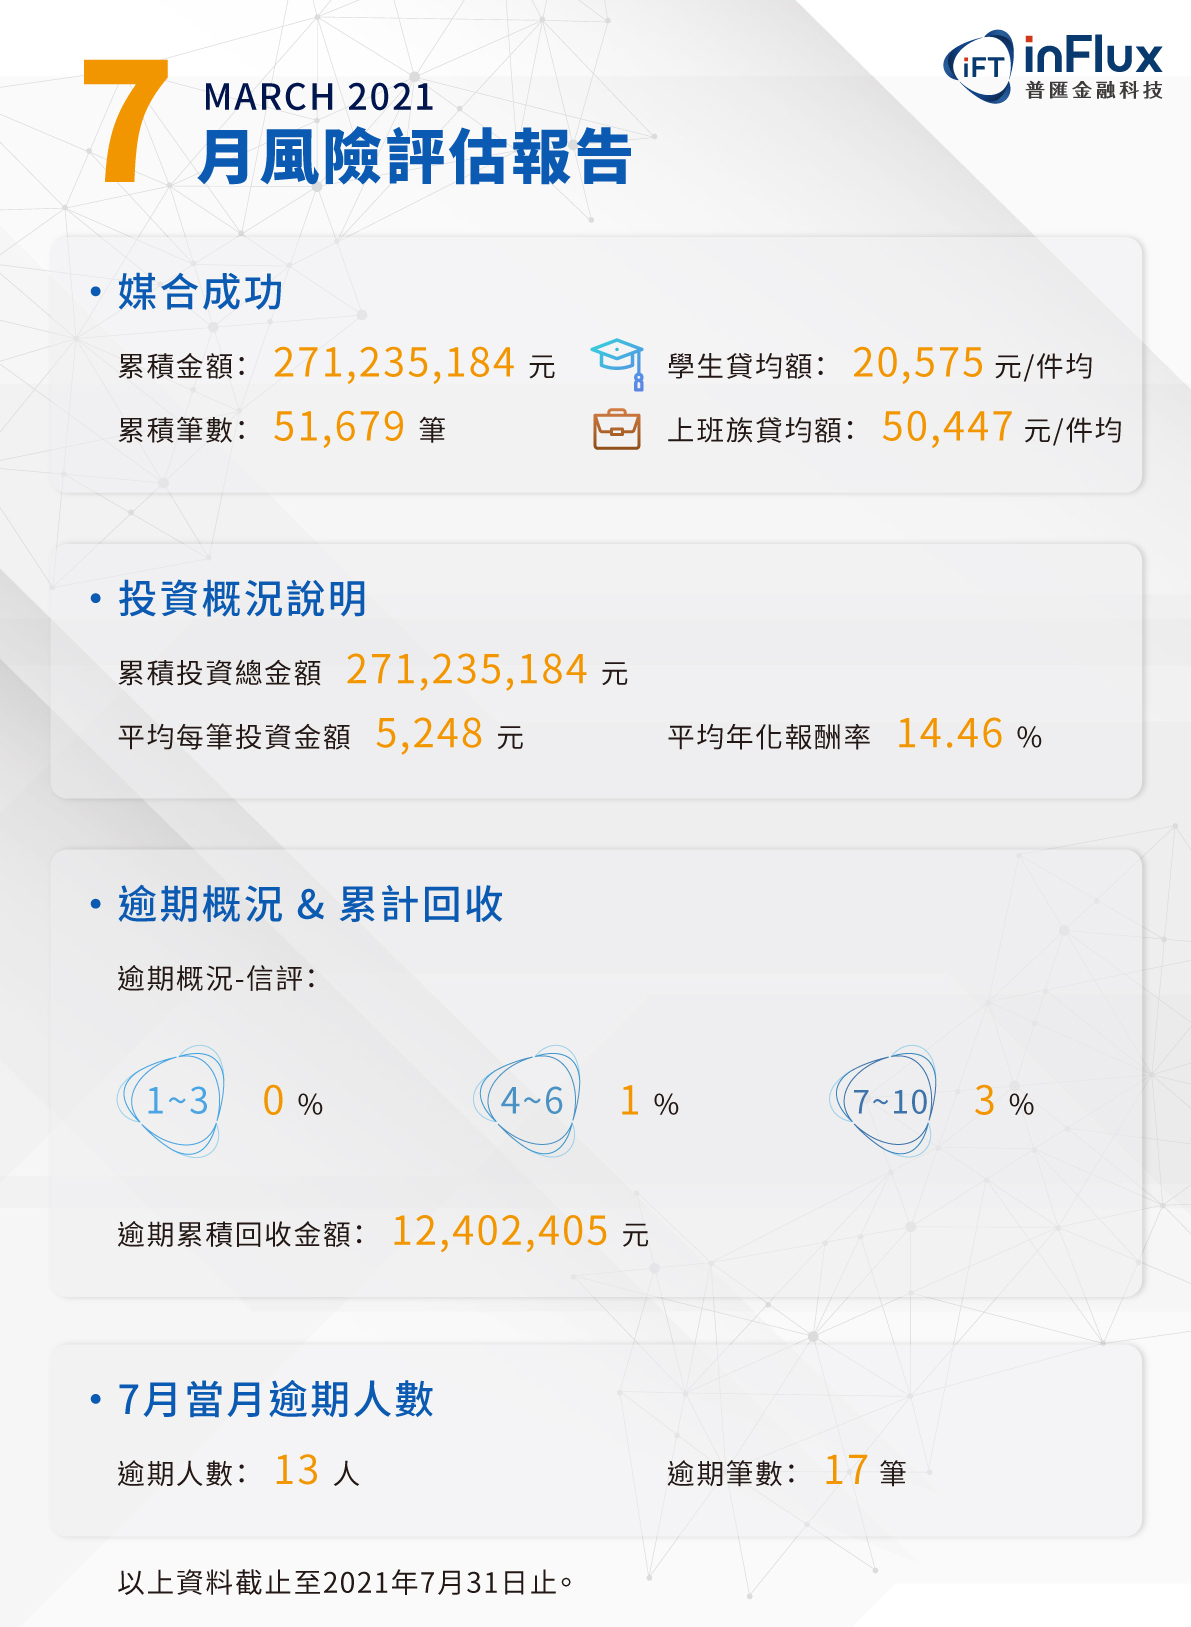 7
MARCH 2021
月風險評估報告
iFT
inFlux
普匯金融科技
• 媒合成功
累積金額： 271,235,184 元
學生貸均額： 20,575 元/件均
累積筆數： 51,679 筆
上班族貸均額： 50,447 元/件均
• 投資概況說明
累積投資總金額 271,235,184 元
平均每筆投資金額 5,248 元
平均年化報酬率 14.46 %
• 逾期概況 & 累計回收
逾期概況-信評：
1~3 0 %
4~6 1 %
7~10 3 %
逾期累積回收金額： 12,402,405 元
• 7月當月逾期人數
逾期人數： 13 人
逾期筆數： 17 筆
以上資料截止至2021年7月31日止。